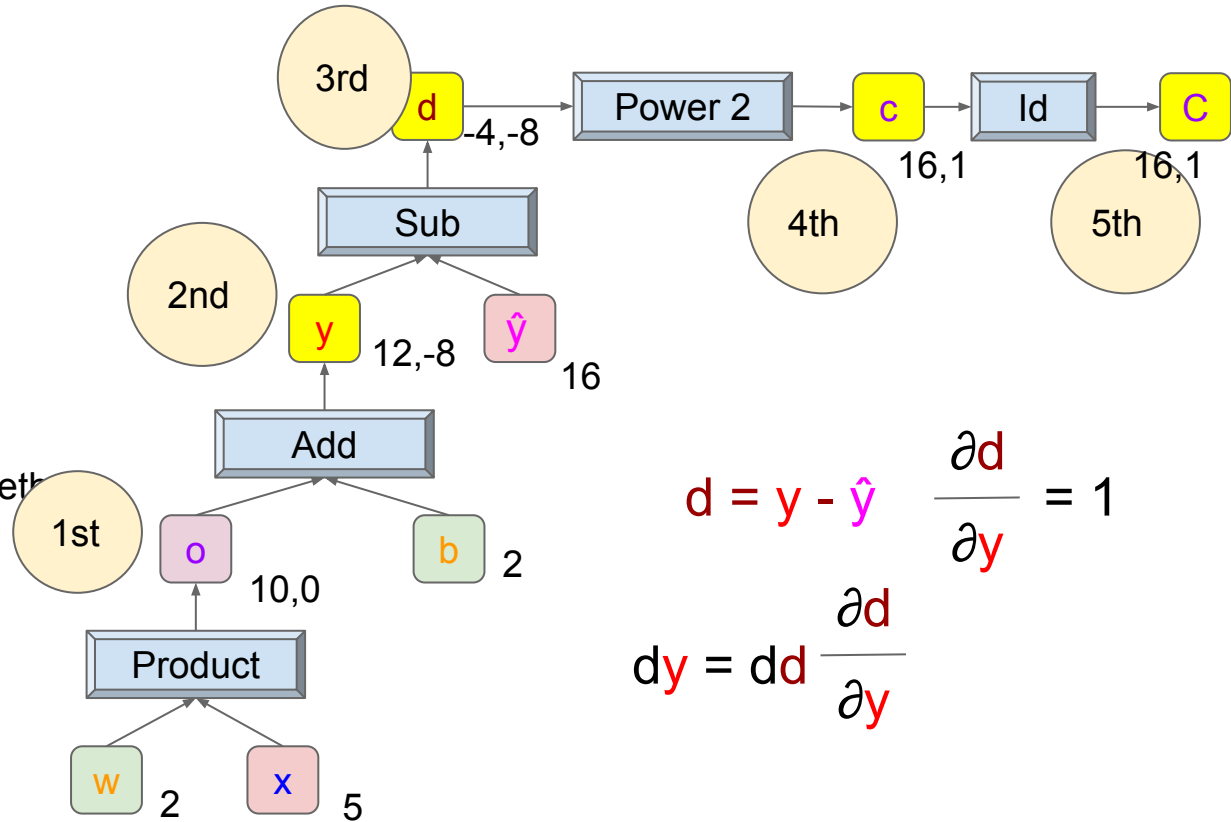 3rd
d
-4,-8
Power 2
c
16,1
Id
C
16,1
4th
5th
Sub
2nd
y
12,-8
ŷ
16
Add
1st
o
10,0
b
2
Product
w
2
x
5
d = y - ŷ ∂d/∂y = 1
dy = dd ∂d/∂y